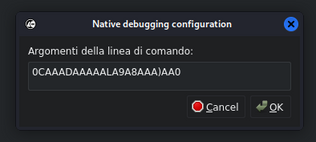 Native debugging configuration
Argomenti della linea di comando:
0CAAADAAAAALA9A8AAA)AA0
Cancel
OK